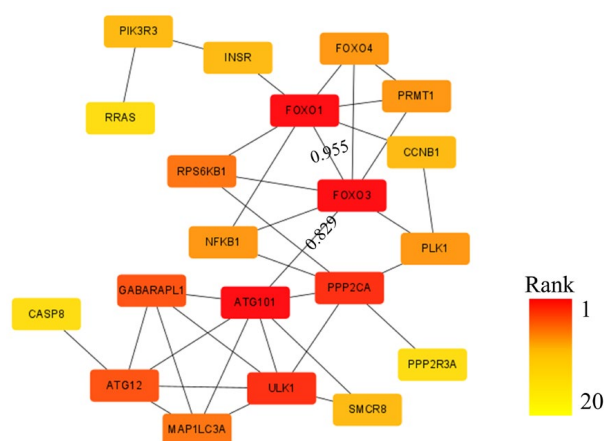 PIK3R3
FOXO4
INSR
PRMT1
RRAS
FOXO1
CCNB1
0.955
RPS6KB1
FOXO3
NFKB1
0.829
PLK1
GABARAPL1
ATG101
PPP2CA
Rank
1
CASP8
PPP2R3A
ATG12
ULK1
SMCR8
20
MAP1LC3A